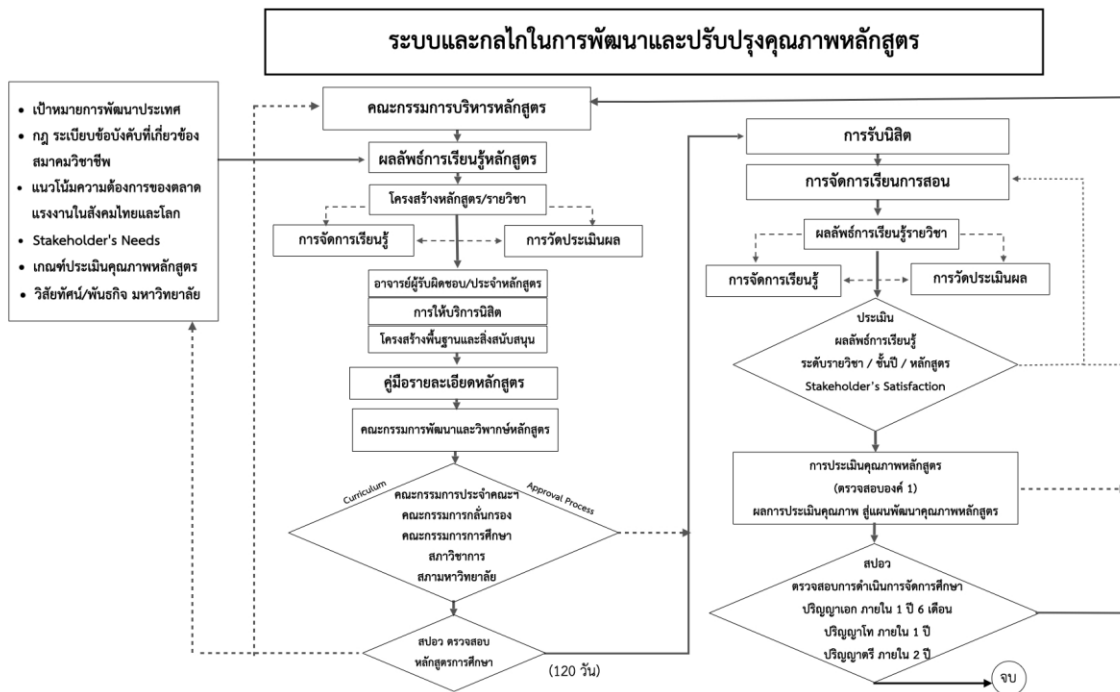 ระบบและกลไกในการพัฒนาและปรับปรุงคุณภาพหลักสูตร
เป้าหมายการพัฒนาประเทศ
กฎ ระเบียบข้อบังคับที่เกี่ยวข้อง
สมาคมวิชาชีพ
แนวโน้มความต้องการของตลาด
แรงงานในสังคมไทยและโลก
Stakeholder's Needs
เกณฑ์ประเมินคุณภาพหลักสูตร
วิสัยทัศน์/พันธกิจ มหาวิทยาลัย
คณะกรรมการบริหารหลักสูตร
ผลลัพธ์การเรียนรู้หลักสูตร
โครงสร้างหลักสูตร/รายวิชา
การจัดการเรียนรู้
การวัดประเมินผล
อาจารย์ผู้รับผิดชอบ/ประจำหลักสูตร
การให้บริการนิสิต
โครงสร้างพื้นฐานและสิ่งสนับสนุน
คู่มือรายละเอียดหลักสูตร
คณะกรรมการพัฒนาและวิพากษ์หลักสูตร
Curriculum
Approval Process
คณะกรรมการประจำคณะฯ
คณะกรรมการกลั่นกรอง
คณะกรรมการการศึกษา
สภาวิชาการ
สภามหาวิทยาลัย
สปอว ตรวจสอบ
หลักสูตรการศึกษา
(120 วัน)
การรับนิสิต
การจัดการเรียนการสอน
ผลลัพธ์การเรียนรู้รายวิชา
การจัดการเรียนรู้
การวัดประเมินผล
ประเมิน
ผลลัพธ์การเรียนรู้
ระดับรายวิชา / ชั้นปี / หลักสูตร
Stakeholder's Satisfaction
การประเมินคุณภาพหลักสูตร
(ตรวจสอบองค์ 1)
ผลการประเมินคุณภาพ สู่แผนพัฒนาคุณภาพหลักสูตร
สปอว
ตรวจสอบการดำเนินการจัดการศึกษา
ปริญญาเอก ภายใน 1 ปี 6 เดือน
ปริญญาโท ภายใน 1 ปี
ปริญญาตรี ภายใน 2 ปี
จบ